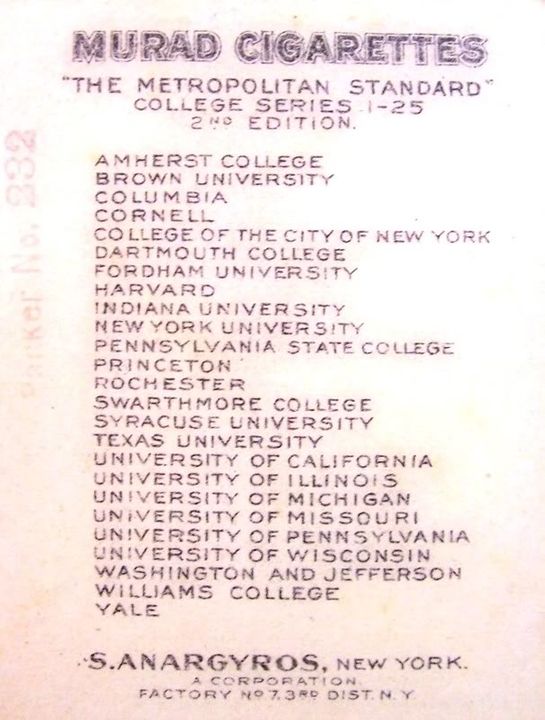 MURAD CIGARETTES
"THE METROPOLITAN STANDARD"
COLLEGE SERIES 1-25
2ND EDITION.
AMHERST COLLEGE
BROWN UNIVERSITY
COLUMBIA
CORNELL
COLLEGE OF THE CITY OF NEW YORK
DARTMOUTH COLLEGE
FORDHAM UNIVERSITY
HARVARD
INDIANA UNIVERSITY
NEW YORK UNIVERSITY
PENNSYLVANIA STATE COLLEGE
PRINCETON
ROCHESTER
SWARTHMORE COLLEGE
SYRACUSE UNIVERSITY
TEXAS UNIVERSITY
UNIVERSITY OF CALIFORNIA
UNIVERSITY OF ILLINOIS
UNIVERSITY OF MICHIGAN
UNIVERSITY OF MISSOURI
UNIVERSITY OF PENNSYLVANIA
UNIVERSITY OF WISCONSIN
WASHINGTON AND JEFFERSON
WILLIAMS COLLEGE
YALE
S. ANARGYROS, NEW YORK.
A CORPORATION.
FACTORY No 7, 3RD DIST. N.Y.
No. 232